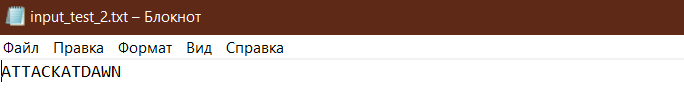 input_test_2.txt – Блокнот
Файл Правка Формат Вид Справка
ATTACKATDAWN